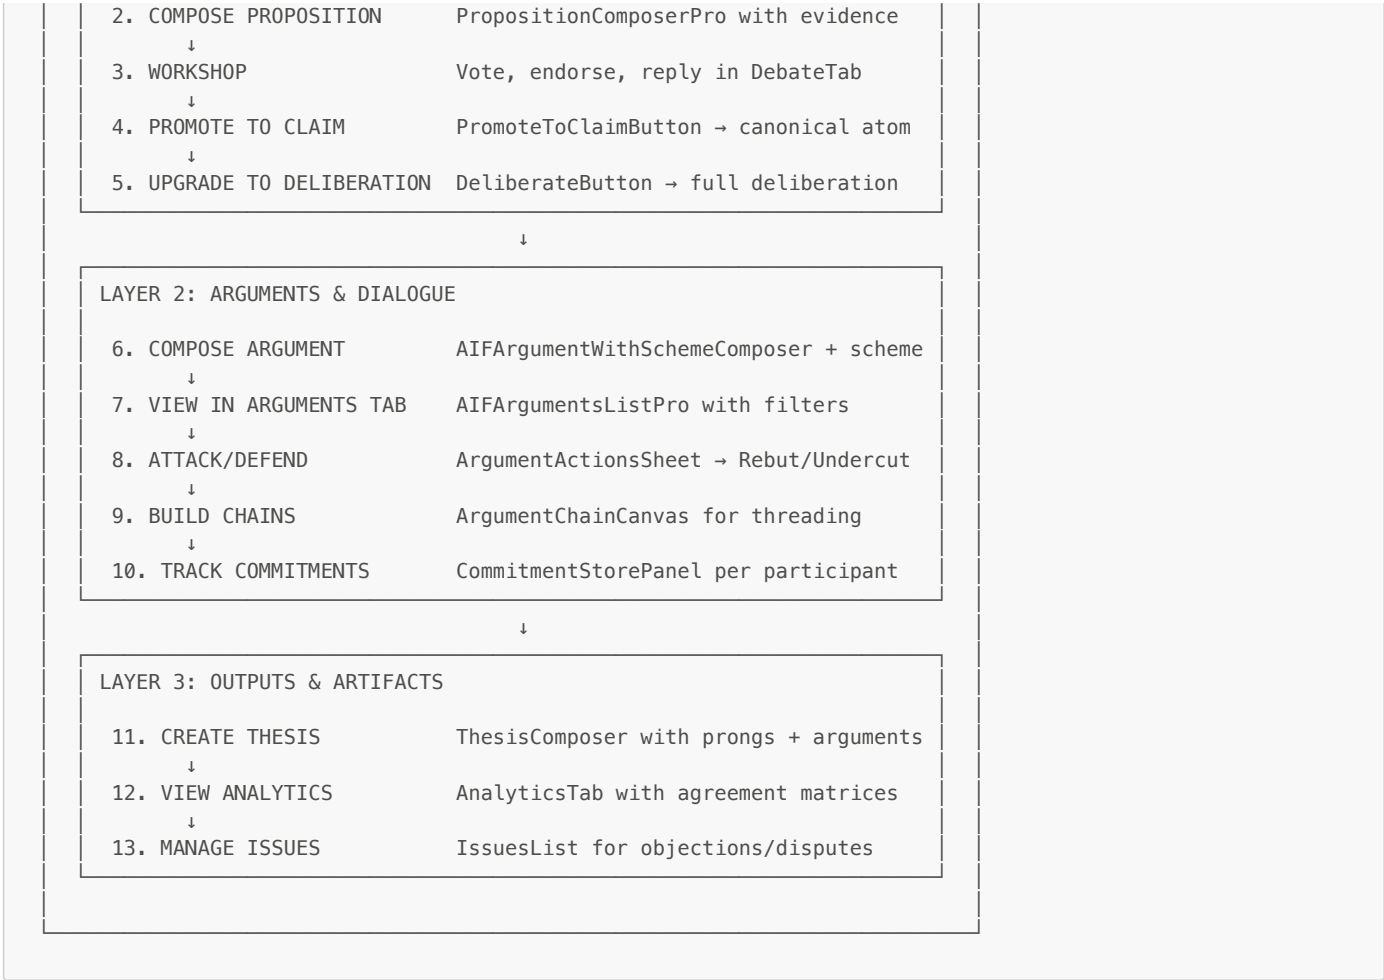 2. COMPOSE PROPOSITION PropositionComposerPro with evidence
↓
3. WORKSHOP Vote, endorse, reply in DebateTab
↓
4. PROMOTE TO CLAIM PromoteToClaimButton → canonical atom
↓
5. UPGRADE TO DELIBERATION DeliberateButton → full deliberation
↓
LAYER 2: ARGUMENTS & DIALOGUE
6. COMPOSE ARGUMENT AIFArgumentWithSchemeComposer + scheme
↓
7. VIEW IN ARGUMENTS TAB AIFArgumentsListPro with filters
↓
8. ATTACK/DEFEND ArgumentActionsSheet → Rebut/Undercut
↓
9. BUILD CHAINS ArgumentChainCanvas for threading
↓
10. TRACK COMMITMENTS CommitmentStorePanel per participant
↓
LAYER 3: OUTPUTS & ARTIFACTS
11. CREATE THESIS ThesisComposer with prongs + arguments
↓
12. VIEW ANALYTICS AnalyticsTab with agreement matrices
↓
13. MANAGE ISSUES IssuesList for objections/disputes